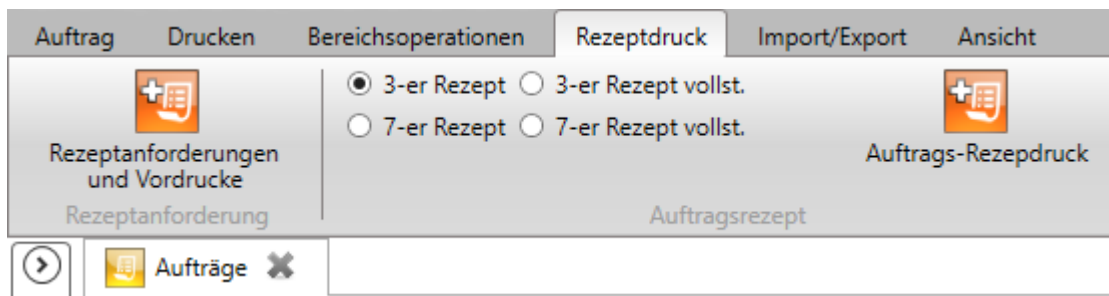 Auftrag Drucken Bereichsoperationen Rezeptdruck Import/Export Ansicht
3-er Rezept 3-er Rezept vollst.
7-er Rezept 7-er Rezept vollst.
Rezeptanforderungen
und Vordrucke
Auftrags-Rezepdruck
Rezeptanforderung Auftragsrezept
Aufträge